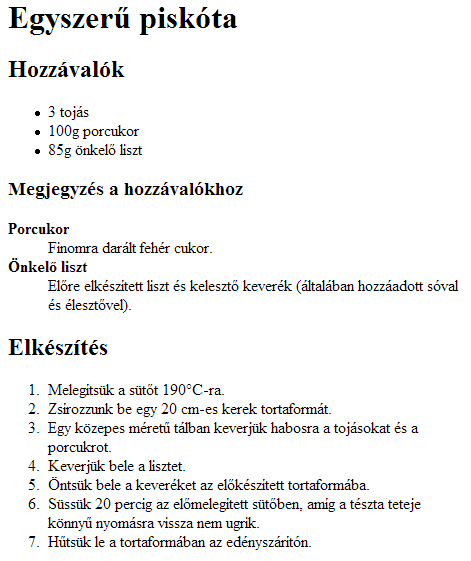 Egyszerű piskóta
Hozzávalók
• 3 tojás
• 100g porcukor
• 85g önkelő liszt
Megjegyzés a hozzávalókhoz
Porcukor
Finomra darált fehér cukor.
Önkelő liszt
Előre elkészített liszt és kelesztő keverék (általában hozzáadott sóval
és élesztővel).
Elkészítés
1. Melegítsük a sütőt 190°C-ra.
2. Zsírozzunk be egy 20 cm-es kerek tortaformát.
3. Egy közepes méretű tálban keverjük habosra a tojásokat és a
porcukrot.
4. Keverjük bele a lisztet.
5. Öntsük bele a keveréket az előkészített tortaformába.
6. Süssük 20 percig az előmelegített sütőben, amig a tészta teteje
könnyű nyomásra vissza nem ugrik.
7. Hűtsük le a tortaformában az edényszárítón.